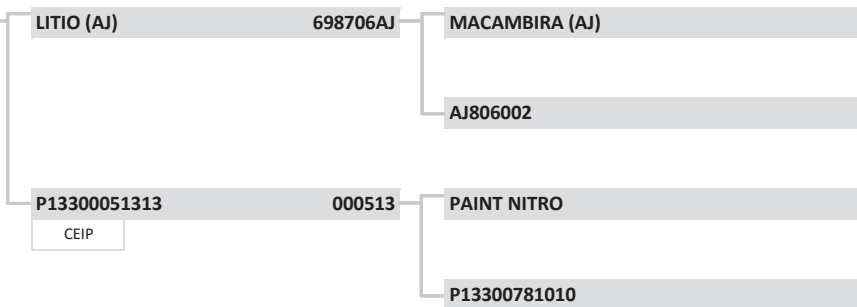 LITIO (AJ) 698706AJ MACAMBIRA (AJ)
AJ806002
P13300051313 000513 PAINT NITRO
CEIP
P13300781010